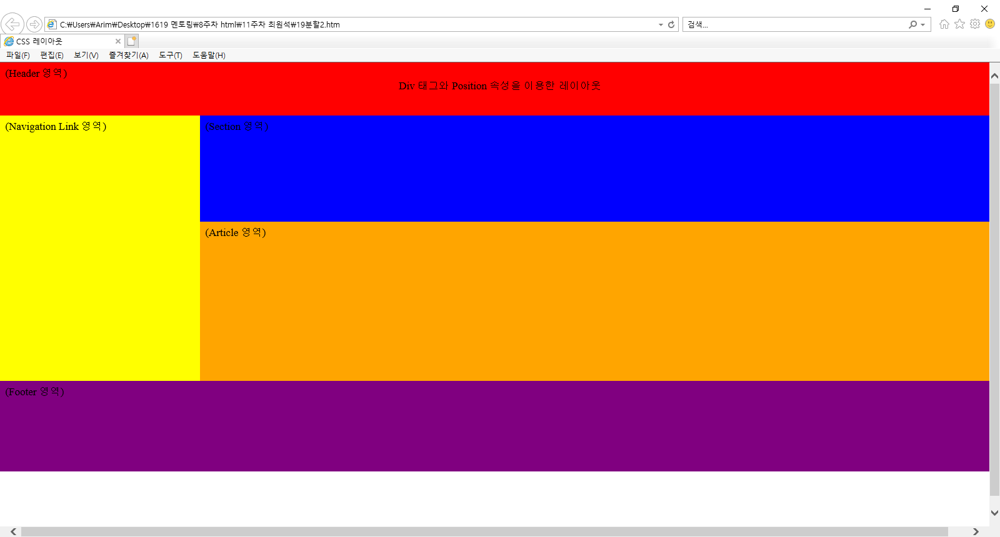 C:₩Users₩Arim₩Desktop₩1619 멘토링₩8주차 html₩11주차 최원석₩19분할2.htm
검색...
CSS 레이아웃
파일(F) 편집(E) 보기(V) 즐겨찾기(A) 도구(T) 도움말(H)
(Header 영역)
Div 태그와 Position 속성을 이용한 레이아웃
(Navigation Link 영역)
(Section 영역)
(Article 영역)
(Footer 영역)